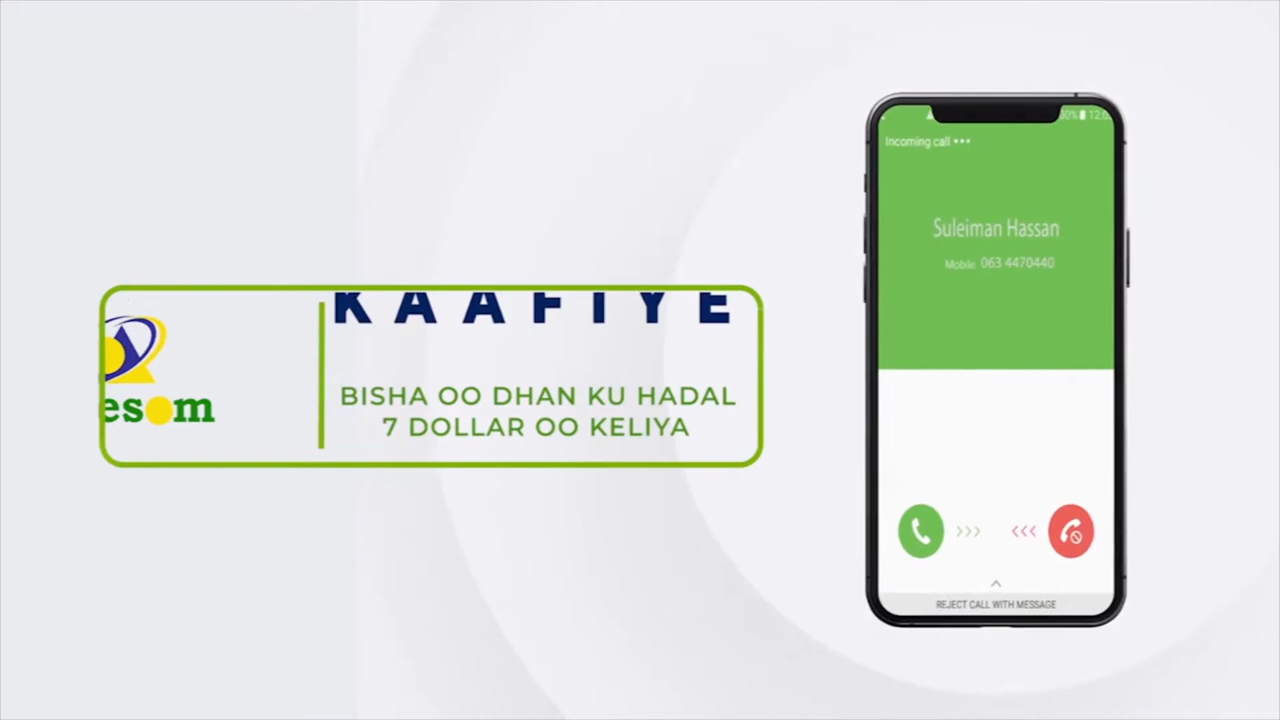 KAAFIYE
esom
BISHA OO DHAN KU HADAL
7 DOLLAR OO KELIYA
Incoming call •••
Suleiman Hassan
Mobile 063 4470440
REJECT CALL WITH MESSAGE